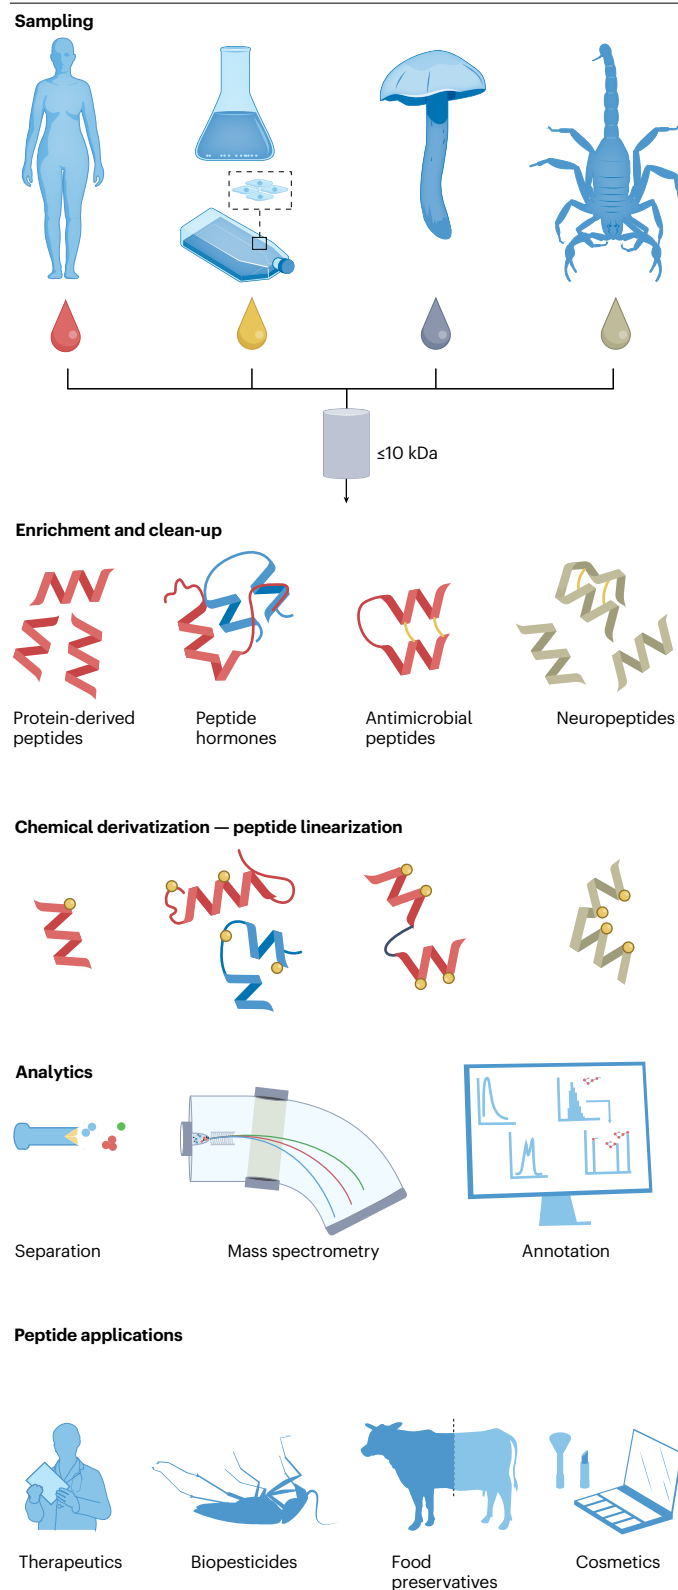 Sampling
≤10 kDa
Enrichment and clean-up
Protein-derived
peptides
Peptide
hormones
Antimicrobial
peptides
Neuropeptides
Chemical derivatization — peptide linearization
Analytics
Separation
Mass spectrometry
Annotation
Peptide applications
Therapeutics
Biopesticides
Food
preservatives
Cosmetics